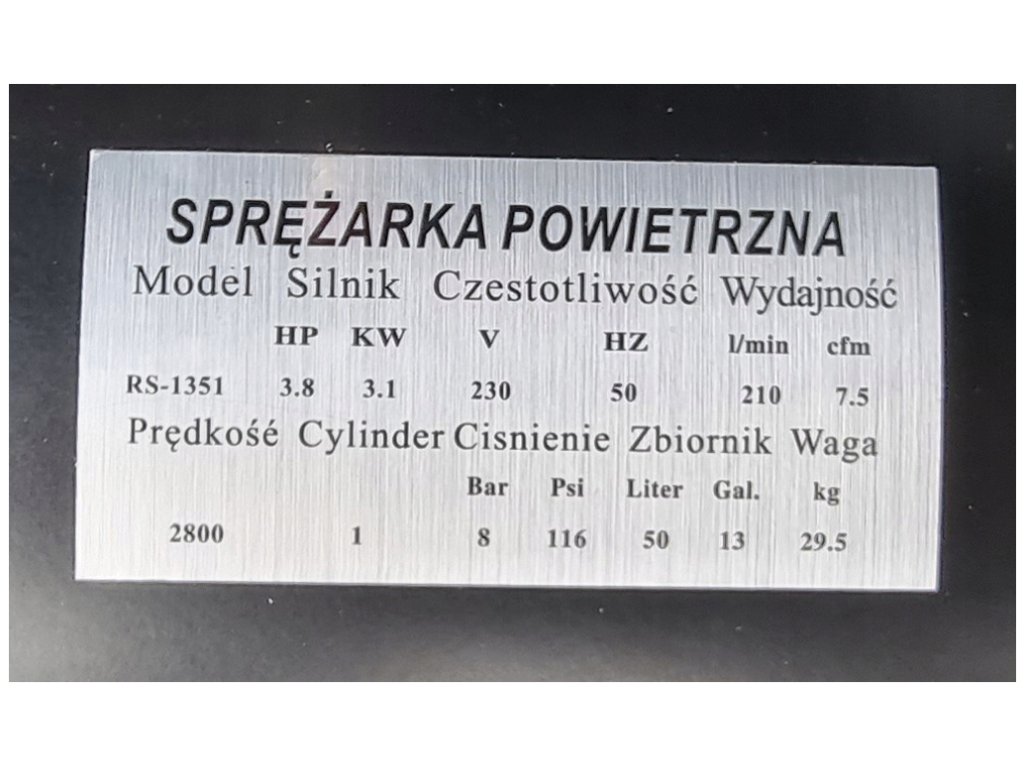 SPRĘŻARKA POWIETRZNA
Model Silnik Czestotliwość Wydajność
HP KW V HZ l/min cfm
RS-1351 3.8 3.1 230 50 210 7.5
Prędkość Cylinder Cisnienie Zbiornik Waga
Bar Psi Liter Gal. kg
2800 1 8 116 50 13 29.5